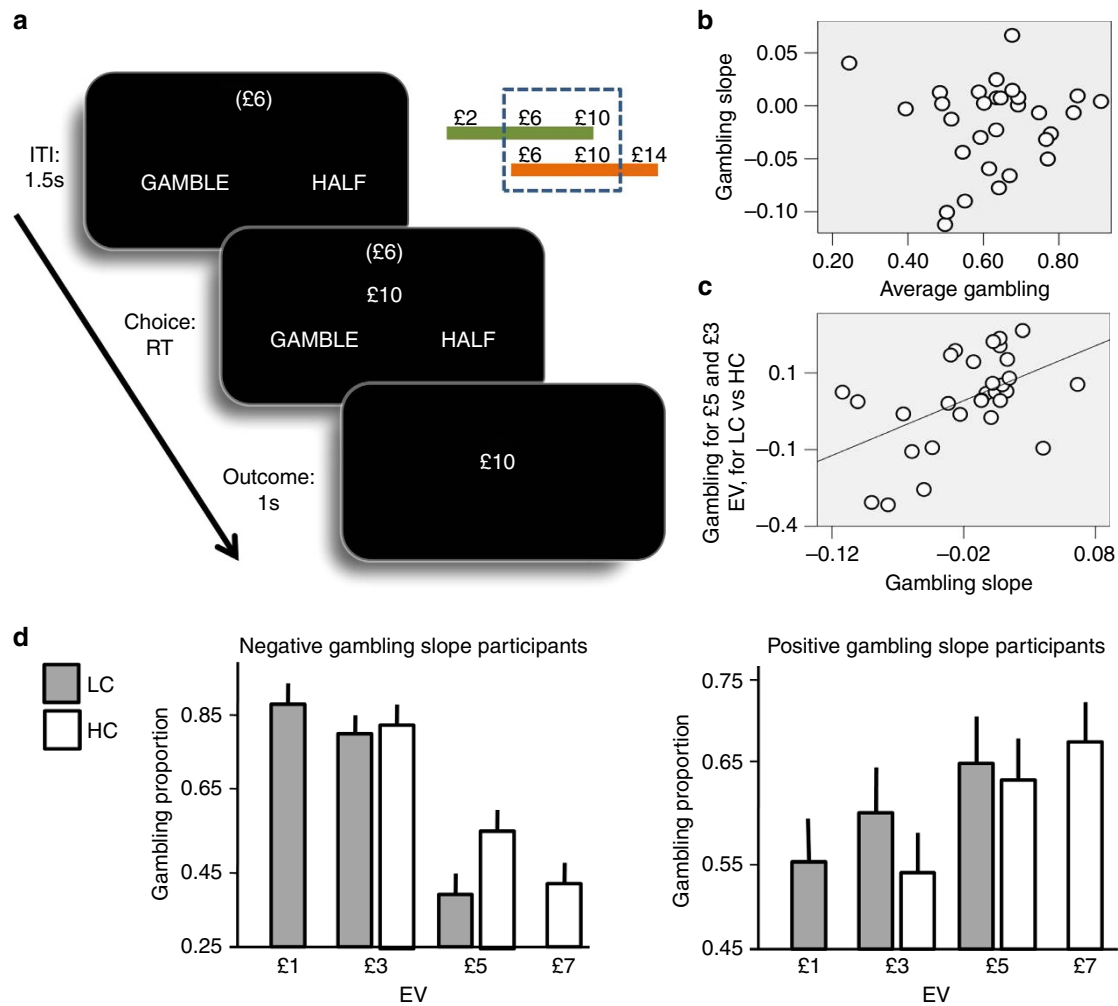 a
(£6)
GAMBLE HALF
ITI:
1.5s
£2 £6 £10
£6 £10 £14
(£6)
£10
GAMBLE HALF
Choice:
RT
£10
Outcome:
1s
b
Gambling slope
0.05
0.00
–0.05
–0.10
0.20 0.40 0.60 0.80
Average gambling
c
Gambling for £5 and £3
EV, for LC vs HC
0.1
–0.1
–0.4
–0.12 –0.02 0.08
Gambling slope
d
LC
HC
Negative gambling slope participants
Gambling proportion
0.85
0.65
0.45
0.25
£1 £3 £5 £7
EV
Positive gambling slope participants
Gambling proportion
0.75
0.65
0.55
0.45
£1 £3 £5 £7
EV